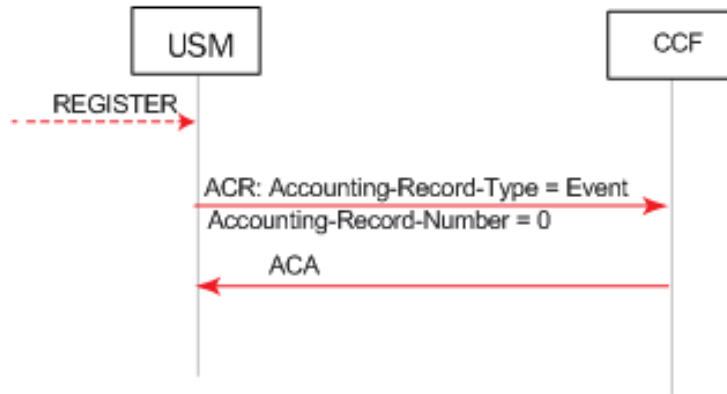 USM
CCF
REGISTER
ACR: Accounting-Record-Type = Event
Accounting-Record-Number = 0
ACA